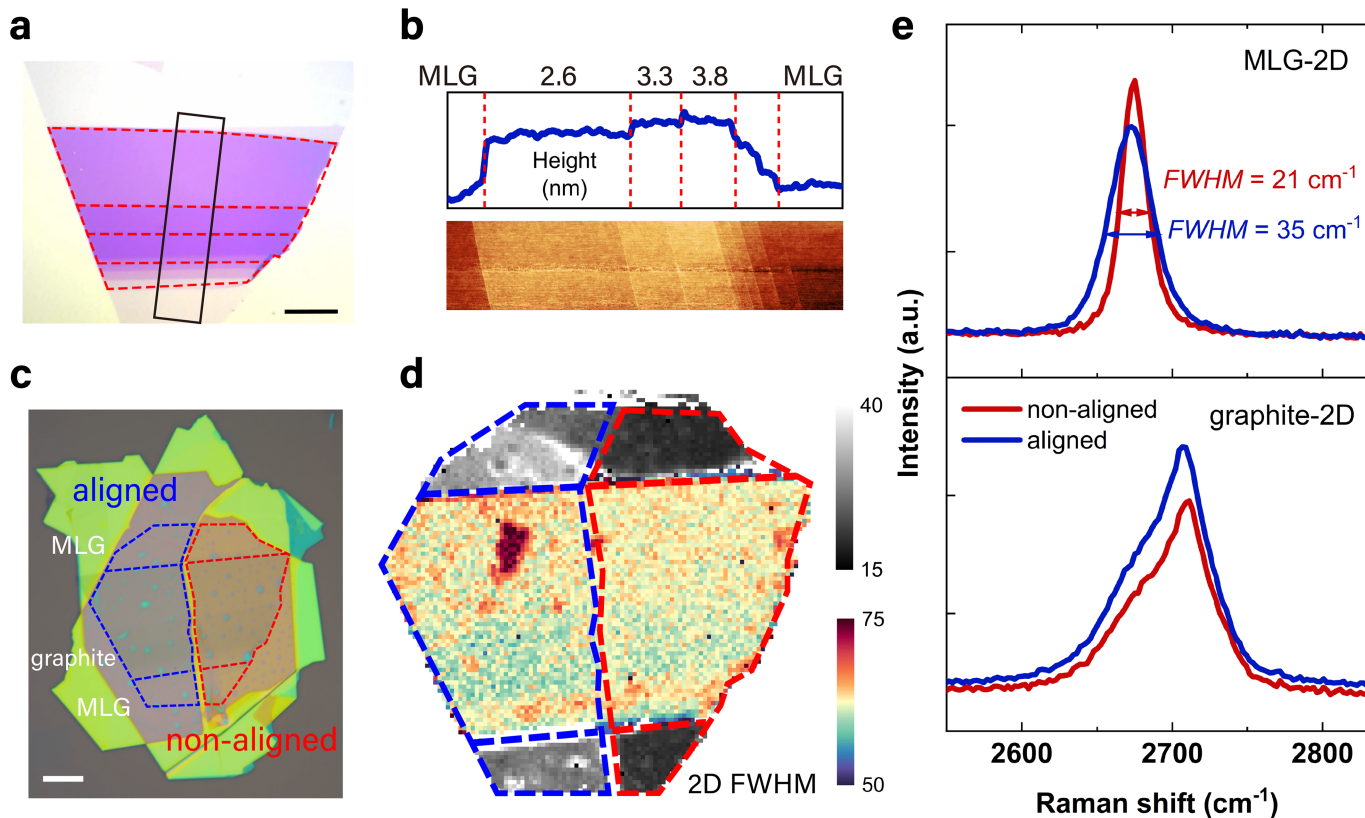 a
b
MLG 2.6 3.3 3.8 MLG
Height
(nm)
c
aligned
MLG
graphite
MLG
non-aligned
d
40
15
75
50
2D FWHM
e
MLG-2D
FWHM = 21 cm⁻¹
FWHM = 35 cm⁻¹
non-aligned
aligned
graphite-2D
Intensity (a.u.)
2600 2700 2800
Raman shift (cm⁻¹)